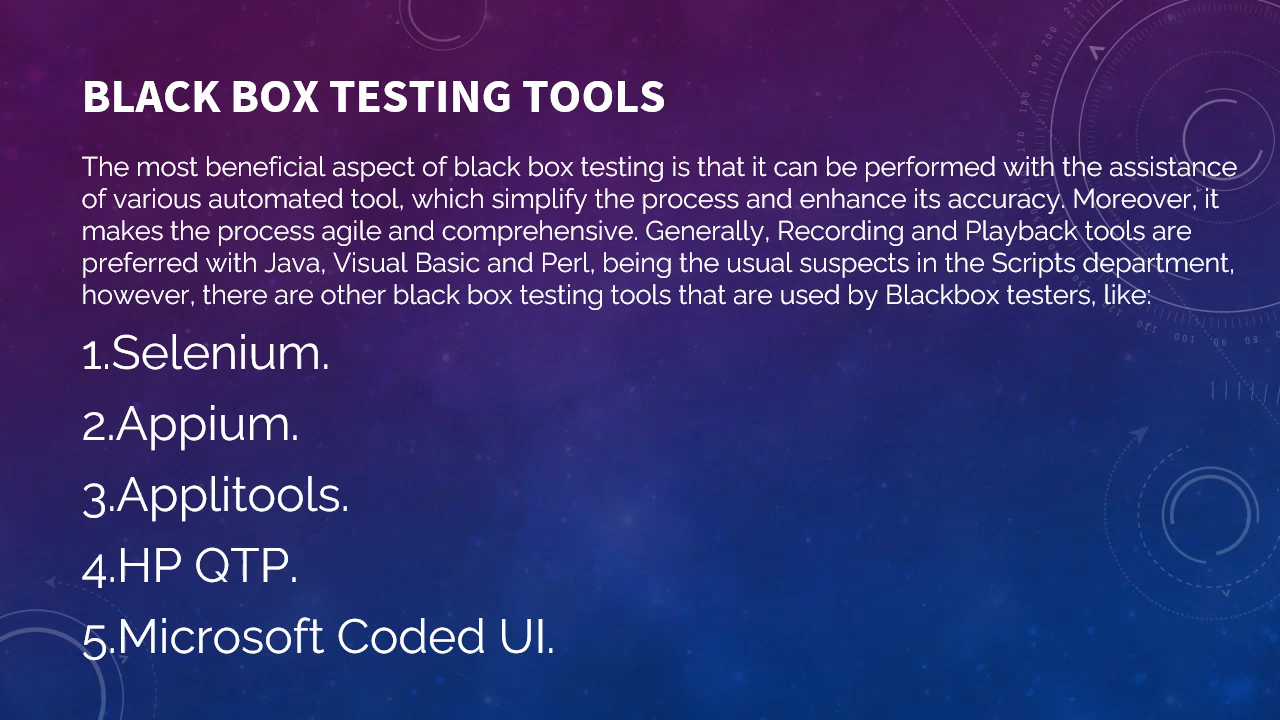 BLACK BOX TESTING TOOLS
The most beneficial aspect of black box testing is that it can be performed with the assistance
of various automated tool, which simplify the process and enhance its accuracy. Moreover, it
makes the process agile and comprehensive. Generally, Recording and Playback tools are
preferred with Java, Visual Basic and Perl, being the usual suspects in the Scripts department,
however, there are other black box testing tools that are used by Blackbox testers, like:
1.Selenium.
2.Appium.
3.Applitools.
4.HP QTP.
5.Microsoft Coded UI.